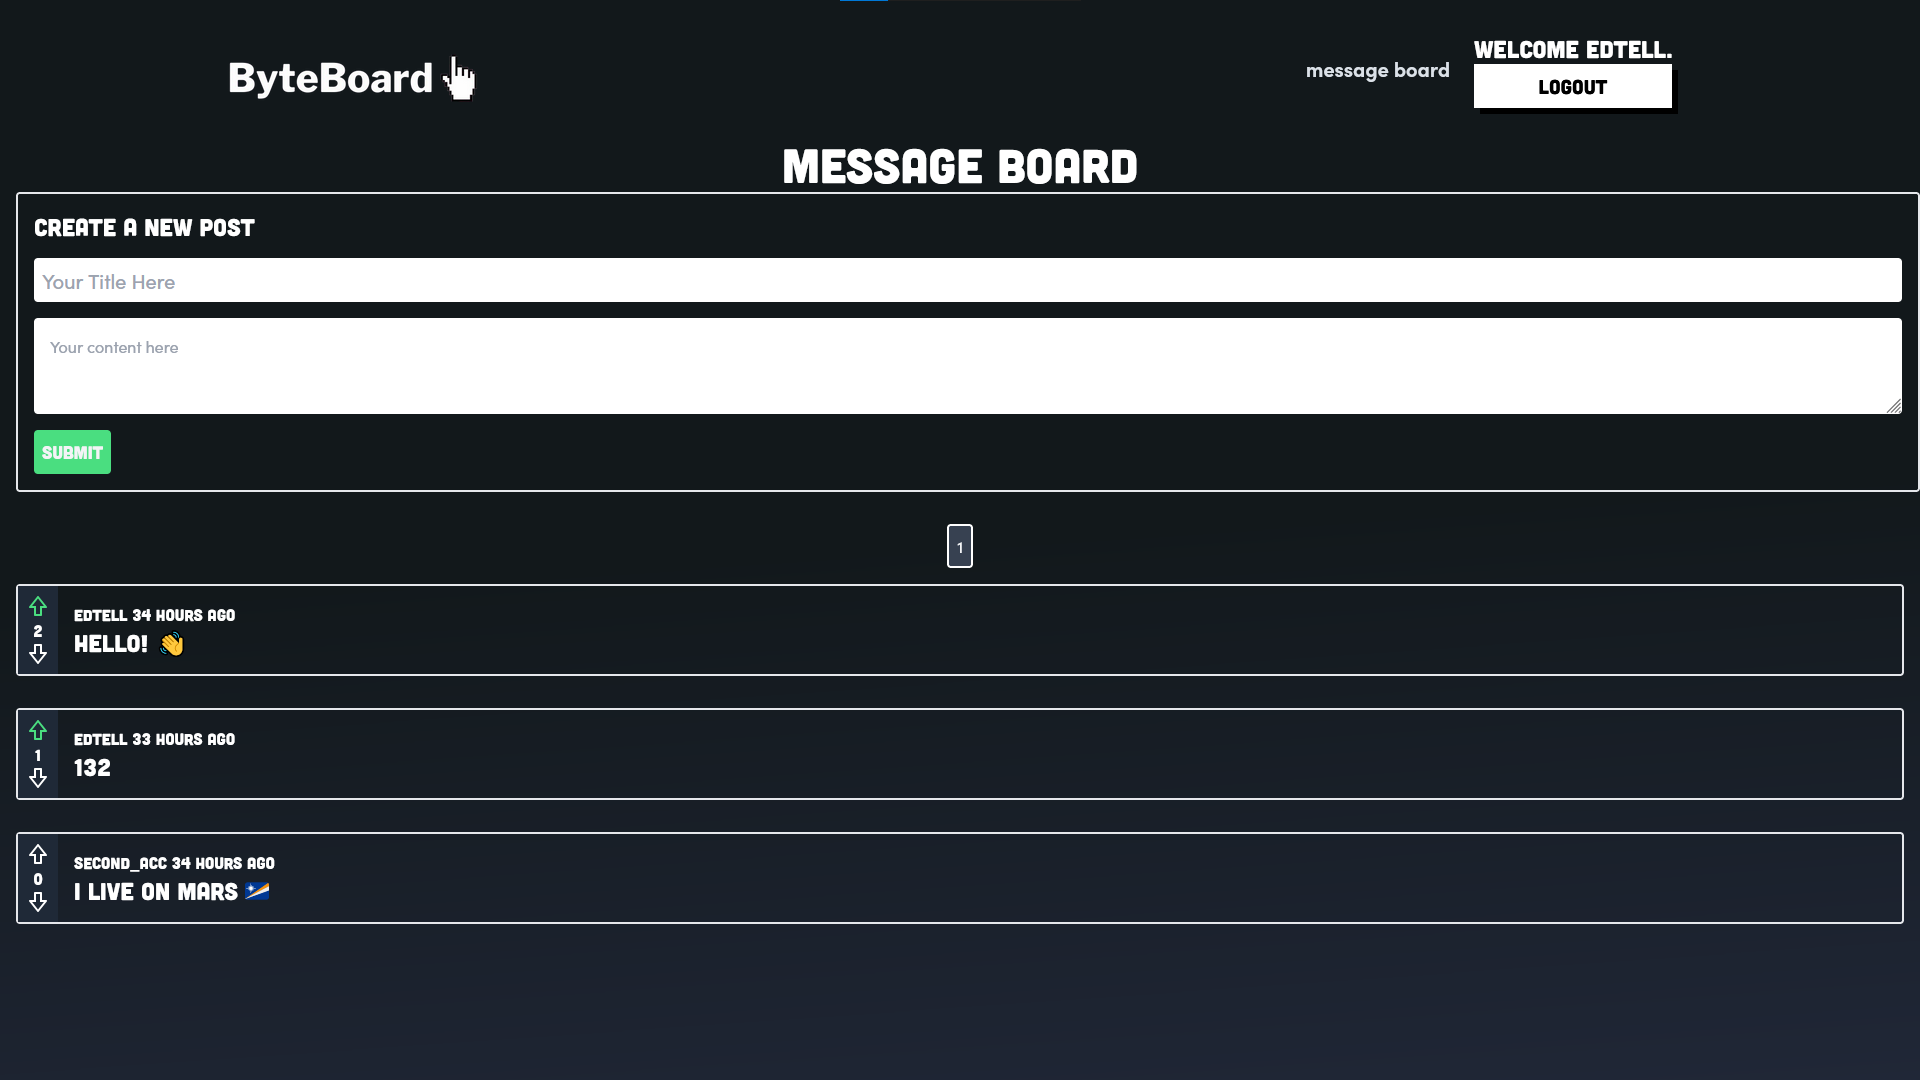 ByteBoard
message board
WELCOME EDTELL.
LOGOUT
MESSAGE BOARD
CREATE A NEW POST
Your Title Here
Your content here
SUBMIT
1
EDTELL 34 HOURS AGO
2
HELLO! 👋
EDTELL 33 HOURS AGO
1
132
SECOND_ACC 34 HOURS AGO
0
I LIVE ON MARS 🇲🇭